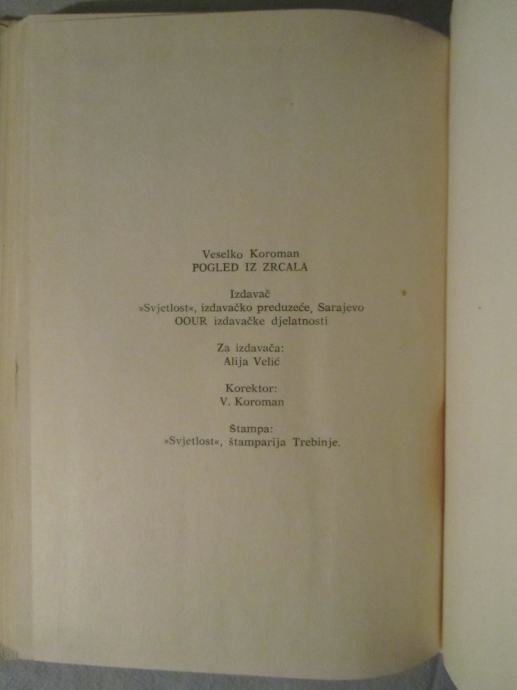 Veselko Koroman
POGLED IZ ZRCALA
Izdavač
»Svjetlost«, izdavačko preduzeće, Sarajevo
OOUR izdavačke djelatnosti
Za izdavača:
Alija Velić
Korektor:
V. Koroman
Štampa:
»Svjetlost«, štamparija Trebinje.